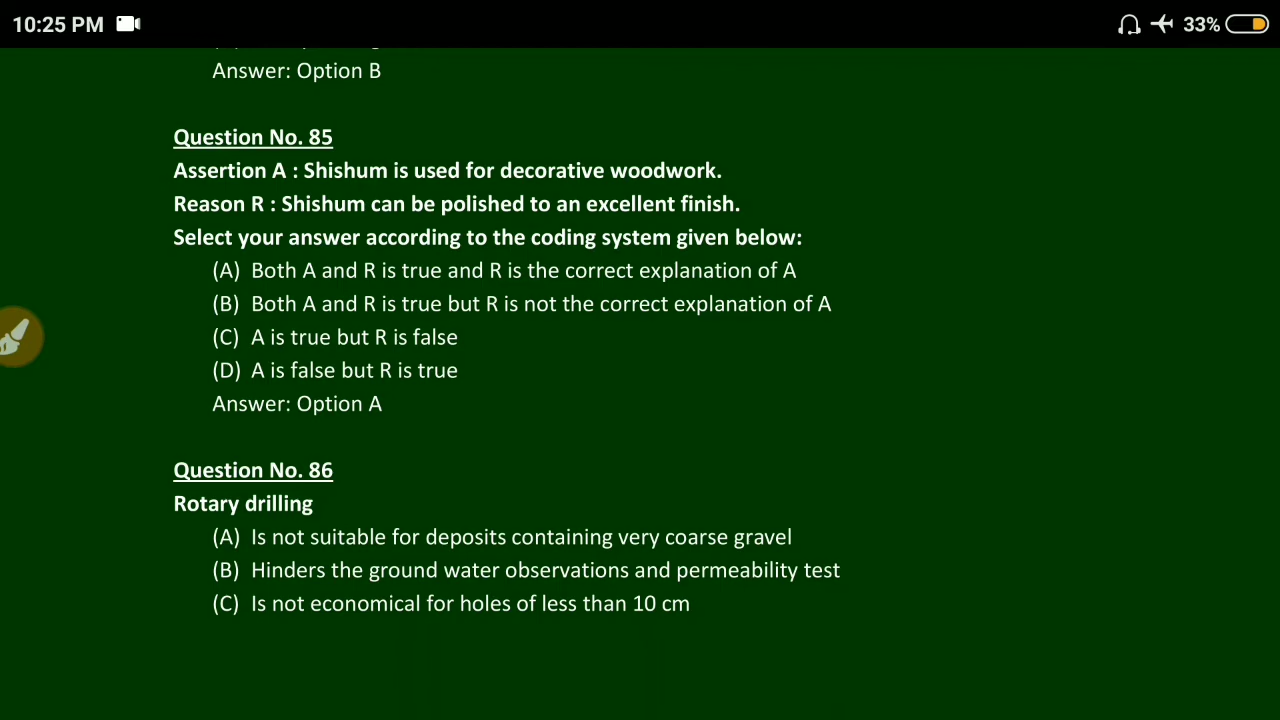 10:25 PM 33%
Answer: Option B
Question No. 85
Assertion A : Shishum is used for decorative woodwork.
Reason R : Shishum can be polished to an excellent finish.
Select your answer according to the coding system given below:
(A) Both A and R is true and R is the correct explanation of A
(B) Both A and R is true but R is not the correct explanation of A
(C) A is true but R is false
(D) A is false but R is true
Answer: Option A
Question No. 86
Rotary drilling
(A) Is not suitable for deposits containing very coarse gravel
(B) Hinders the ground water observations and permeability test
(C) Is not economical for holes of less than 10 cm